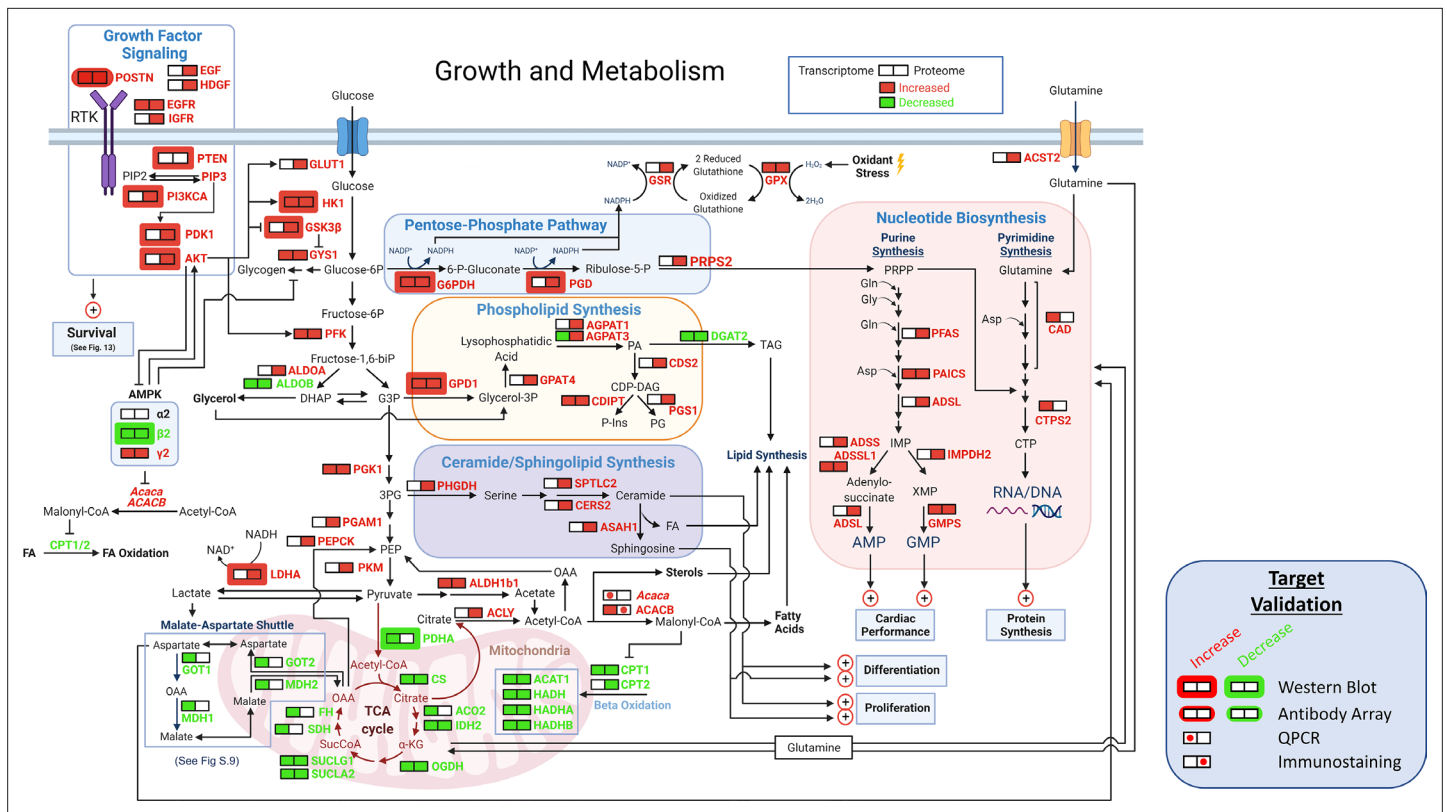 Growth and Metabolism
Growth Factor
Signaling
POSTN
EGF
HDGF
RTK
EGFR
IGFR
PTEN
PIP2
PIP3
PI3KCA
PDK1
AKT
Survival
(See Fig. 13)
AMPK
α2
β2
γ2
Acaca
ACACB
Malonyl-CoA
Acetyl-CoA
CPT1/2
FA
FA Oxidation
Glucose
GLUT1
Glucose
HK1
GSK3β
GYS1
Glycogen
Glucose-6P
Fructose-6P
PFK
Fructose-1,6-biP
ALDOA
ALDOB
Glycerol
DHAP
G3P
PGK1
3PG
PGAM1
PEPCK
PEP
PKM
NADH
NAD⁺
LDHA
Lactate
Pyruvate
Transcriptome
Proteome
Increased
Decreased
Pentose-Phosphate Pathway
NADP⁺
NADPH
NADP⁺
NADPH
G6PDH
6-P-Gluconate
PGD
Ribulose-5-P
PRPS2
NADP⁺
NADPH
GSR
2 Reduced
Glutathione
Oxidized
Glutathione
GPX
H₂O₂
2H₂O
Oxidant
Stress
Phospholipid Synthesis
AGPAT1
AGPAT3
Lysophosphatidic
Acid
PA
DGAT2
TAG
CDS2
GPD1
GPAT4
Glycerol-3P
CDP-DAG
CDIPT
PGS1
P-Ins
PG
Lipid Synthesis
Ceramide/Sphingolipid Synthesis
PHGDH
Serine
SPTLC2
CERS2
Ceramide
ASAH1
FA
Sphingosine
Glutamine
ACST2
Glutamine
Nucleotide Biosynthesis
Purine
Synthesis
Pyrimidine
Synthesis
PRPP
Gln
Gly
Gln
PFAS
Asp
PAICS
ADSL
IMP
ADSS
ADSSL1
IMPDH2
Adenylo-
succinate
XMP
ADSL
GMPS
AMP
GMP
Glutamine
Asp
CAD
CTPS2
CTP
RNA/DNA
+
+
+
+
Cardiac
Performance
Protein
Synthesis
ALDH1b1
Acetate
OAA
Sterols
Citrate
ACLY
Acetyl-CoA
Acaca
ACACB
Malonyl-CoA
Fatty
Acids
CPT1
CPT2
Beta Oxidation
+
+
Differentiation
+
+
Proliferation
Malate-Aspartate Shuttle
Aspartate
Aspartate
GOT1
GOT2
OAA
MDH2
MDH1
Malate
Malate
(See Fig S.9)
Mitochondria
PDHA
Acetyl-CoA
CS
OAA
Citrate
TCA
cycle
FH
SDH
ACO2
IDH2
SucCoA
α-KG
SUCLG1
SUCLA2
OGDH
ACAT1
HADH
HADHA
HADHB
Glutamine
Target
Validation
Increase
Decrease
Western Blot
Antibody Array
QPCR
Immunostaining